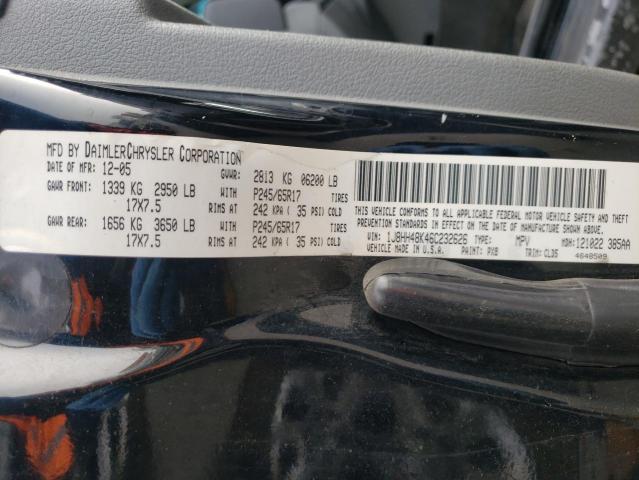 MFD BY DAIMLERCHRYSLER CORPORATION
DATE OF MFR: 12-05 GVWR: 2813 KG 06200 LB
GAWR FRONT: 1339 KG 2950 LB WITH P245/65R17 TIRES
17X7.5 RIMS AT 242 KPA ( 35 PSI) COLD
GAWR REAR: 1656 KG 3650 LB WITH P245/65R17 TIRES
17X7.5 RIMS AT 242 KPA ( 35 PSI) COLD
THIS VEHICLE CONFORMS TO ALL APPLICABLE FEDERAL MOTOR VEHICLE SAFETY, BUMPER, AND THEFT
PREVENTION STANDARDS IN EFFECT ON THE DATE OF MANUFACTURE SHOWN ABOVE.
VIN: 1J8HH48K46C232626 TYPE: MPV MDH: 121022 385AA
VEHICLE MADE IN U.S.A. PAINT: PXB TRIM: CLD5 4648509